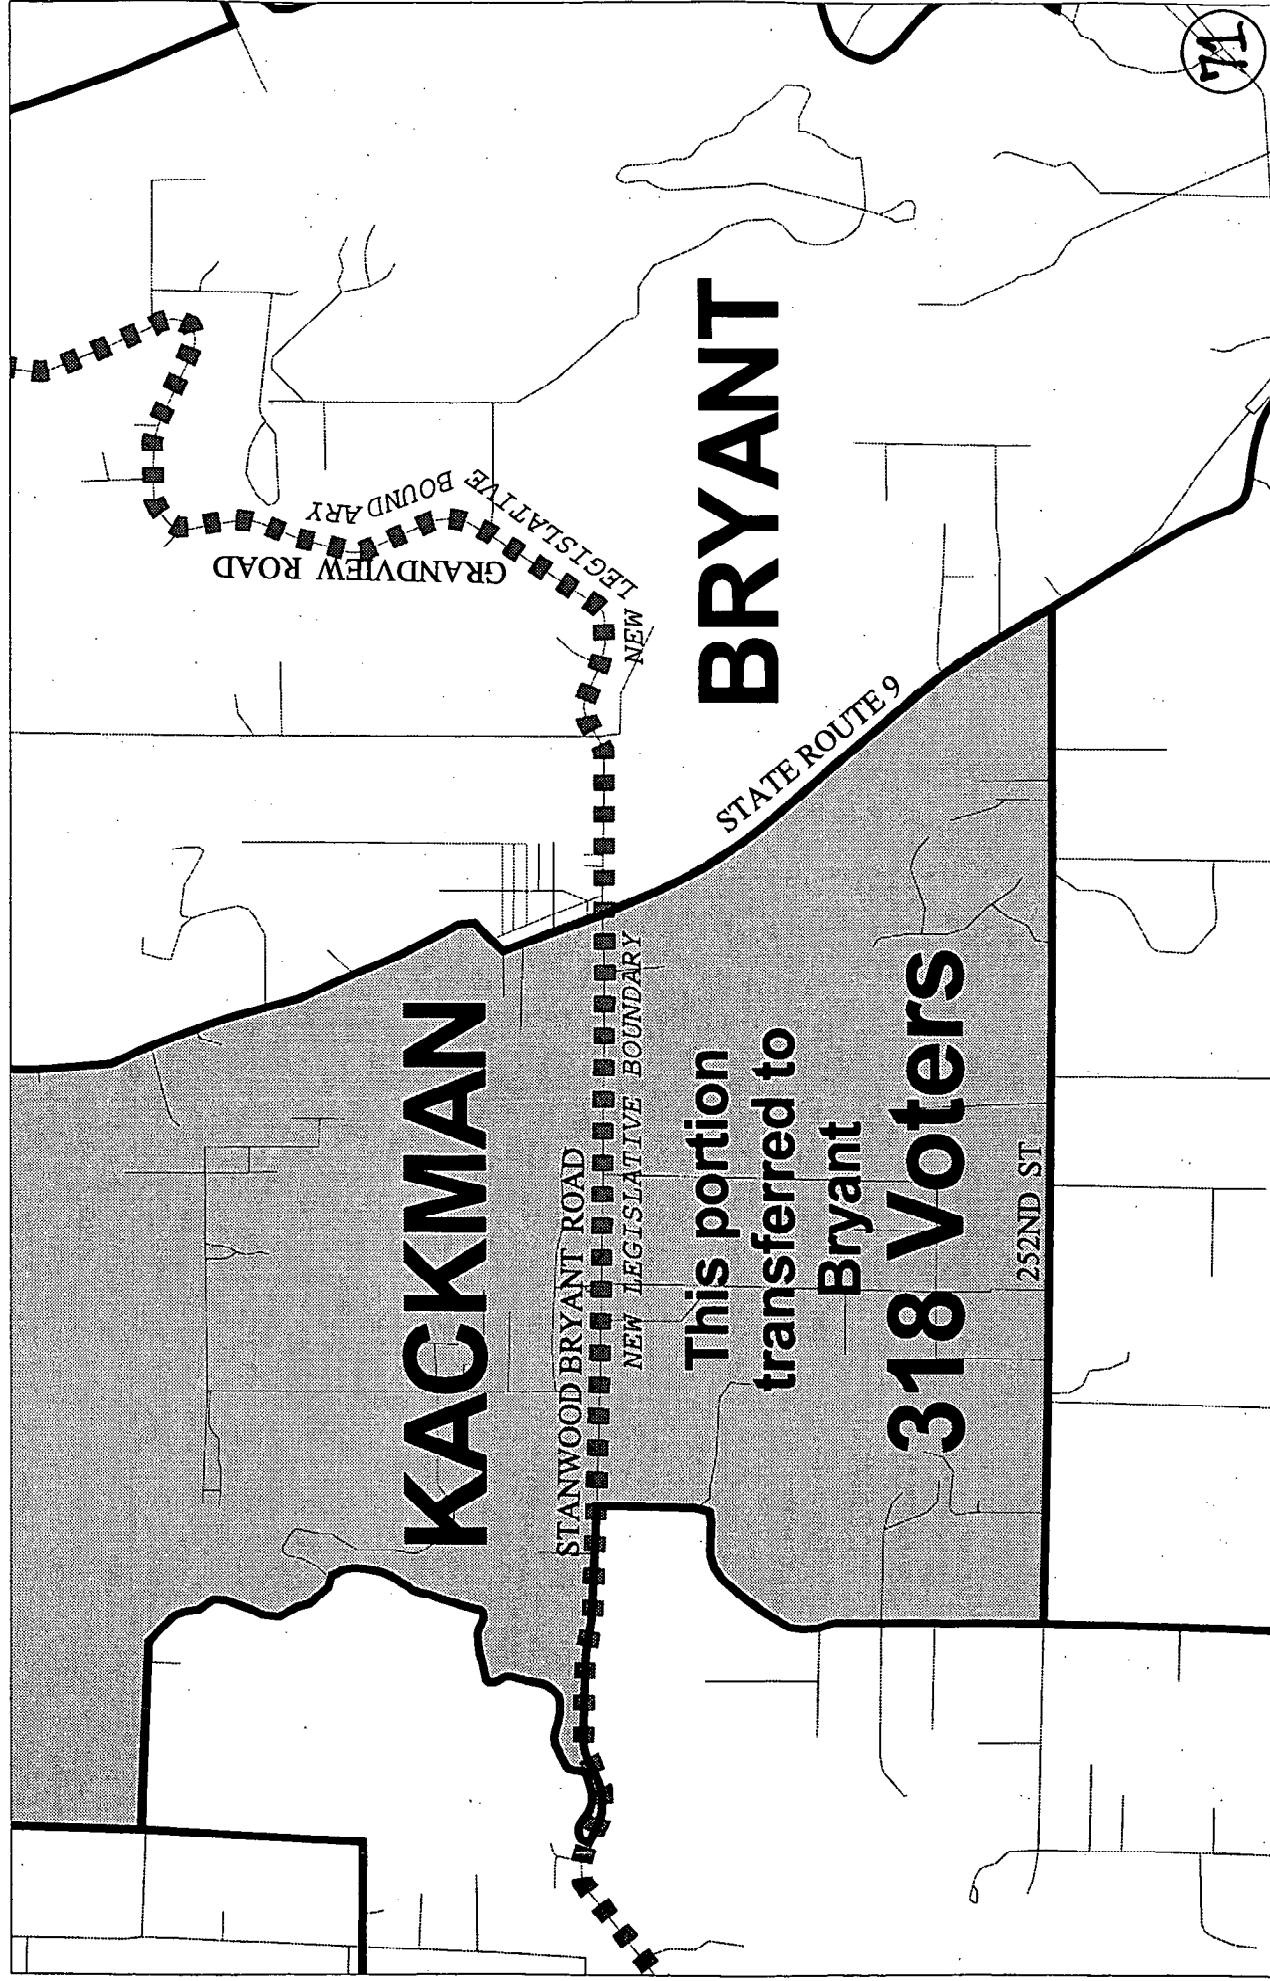 71
KACKMAN
STANWOOD BRYANT ROAD
NEW LEGISLATIVE BOUNDARY
GRANDVIEW ROAD
NEW LEGISLATIVE BOUNDARY
BRYANT
STATE ROUTE 9
This portion
transferred to
Bryant
318 Voters
252ND ST